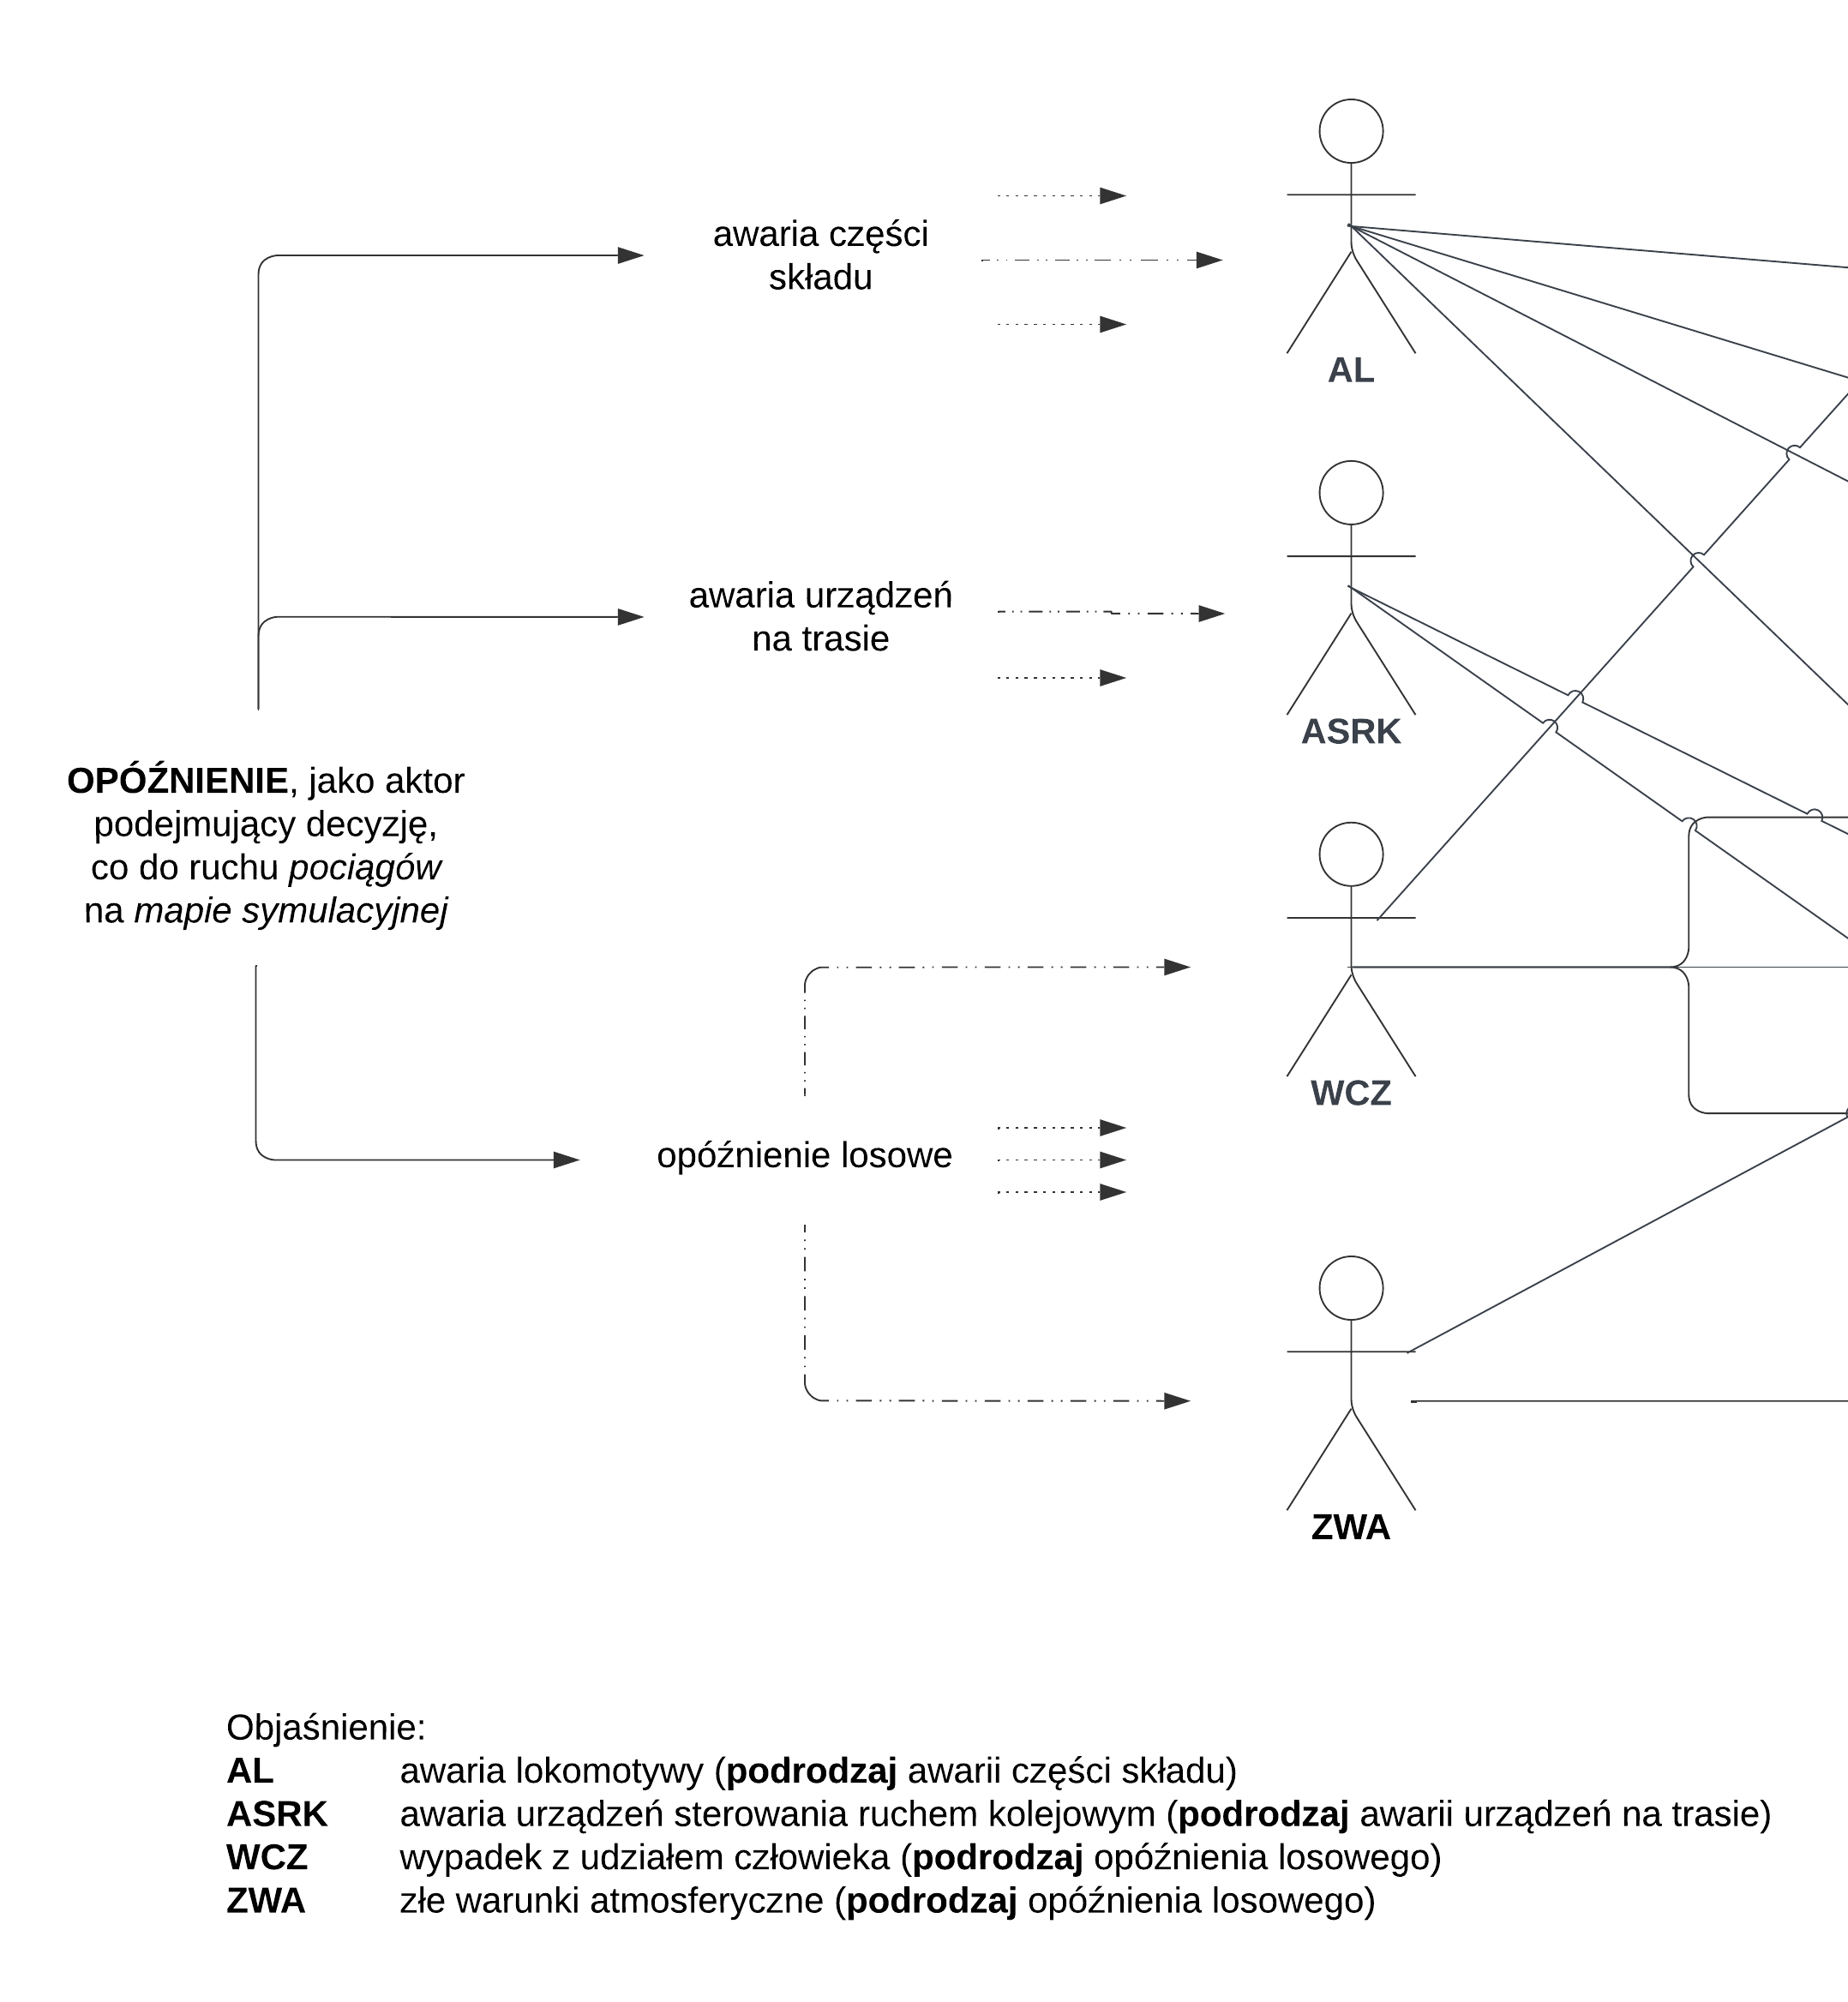 awaria części
składu
AL
awaria urządzeń
na trasie
ASRK
OPÓŹNIENIE, jako aktor
podejmujący decyzję,
co do ruchu pociągów
na mapie symulacyjnej
WCZ
opóźnienie losowe
ZWA
Objaśnienie:
AL awaria lokomotywy (podrodzaj awarii części składu)
ASRK awaria urządzeń sterowania ruchem kolejowym (podrodzaj awarii urządzeń na trasie)
WCZ wypadek z udziałem człowieka (podrodzaj opóźnienia losowego)
ZWA złe warunki atmosferyczne (podrodzaj opóźnienia losowego)